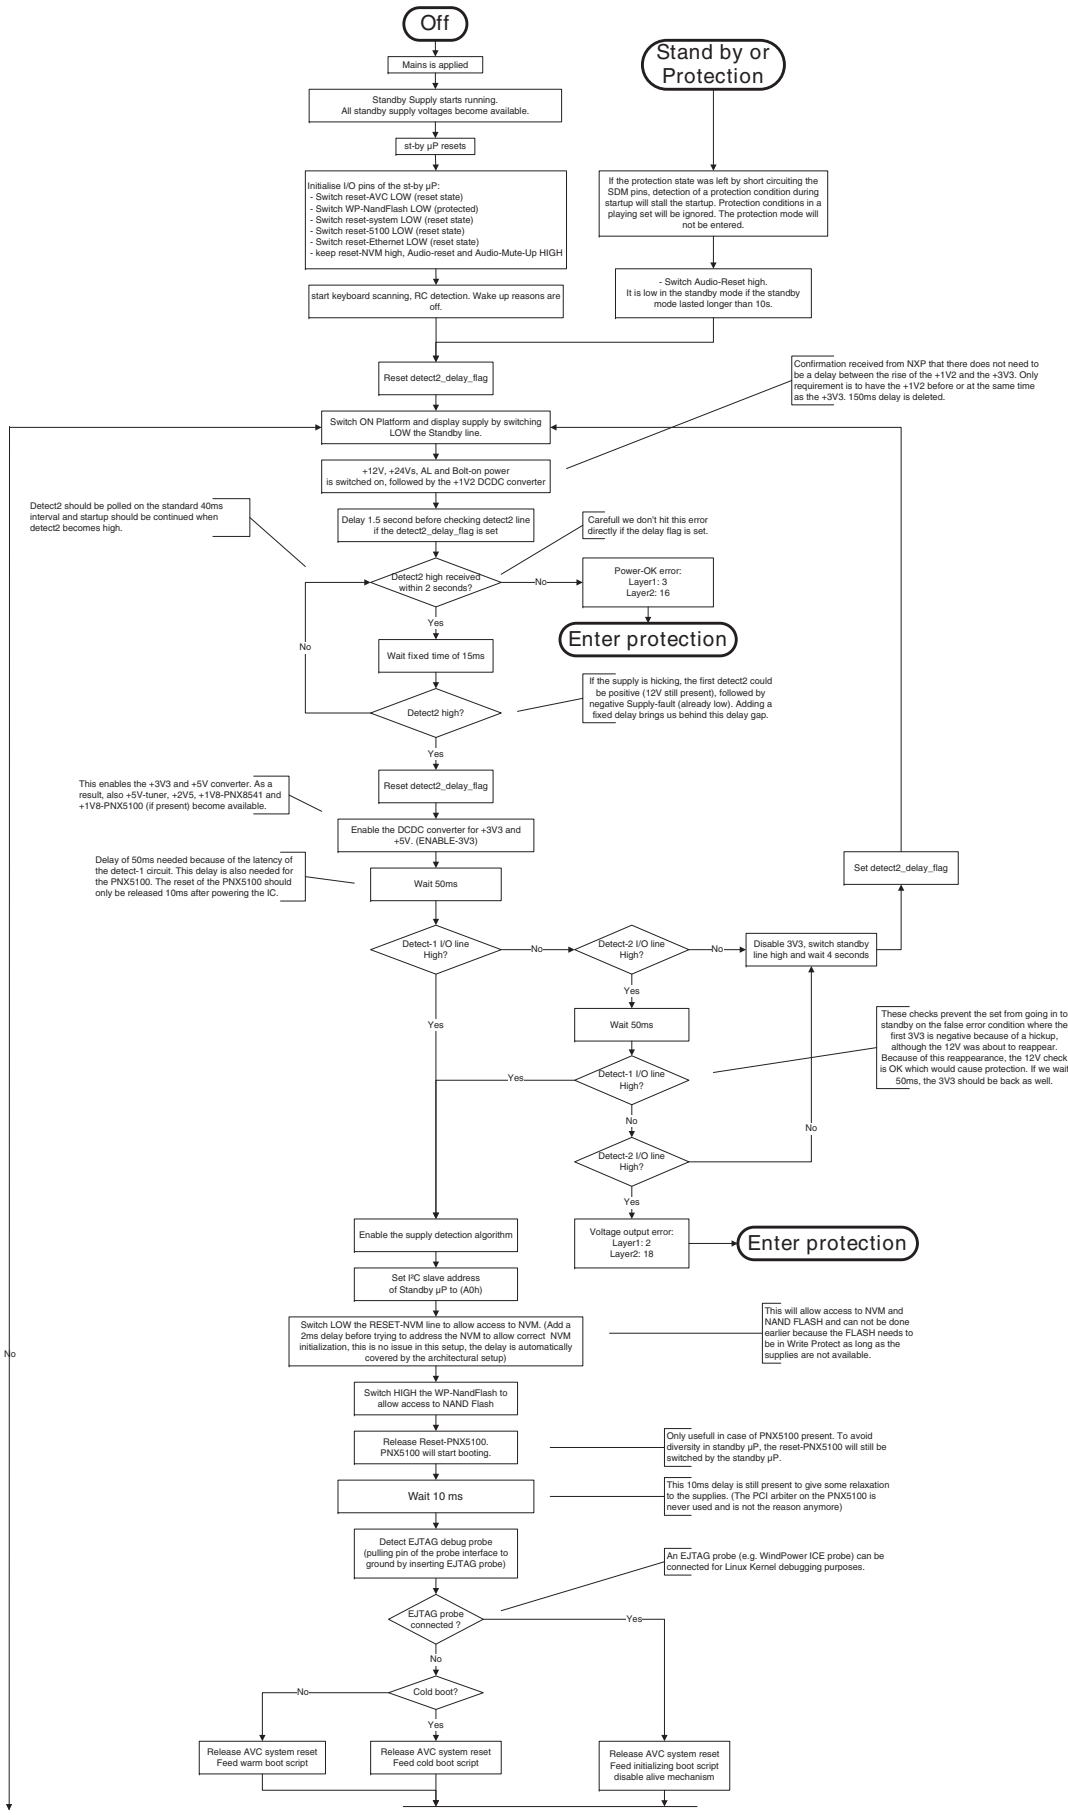 Off
Mains is applied
Stand by or
Protection
Standby Supply starts running.
All standby supply voltages become available.
st-by µP resets
Initialise I/O pins of the st-by µP:
- Switch reset-AVC LOW (reset state)
- Switch WP-NandFlash LOW (protected)
- Switch reset-system LOW (reset state)
- Switch reset-5100 LOW (reset state)
- Switch reset-Ethernet LOW (reset state)
- keep reset-NVM high, Audio-reset and Audio-Mute-Up HIGH
If the protection state was left by short circuiting the
SDM pins, detection of a protection condition during
startup will stall the startup. Protection conditions in a
playing set will be ignored. The protection mode will
not be entered.
start keyboard scanning, RC detection. Wake up reasons are
off.
- Switch Audio-Reset high.
It is low in the standby mode if the standby
mode lasted longer than 10s.
Reset detect2_delay_flag
Confirmation received from NXP that there does not need to
be a delay between the rise of the +1V2 and the +3V3. Only
requirement is to have the +1V2 before or at the same time
as the +3V3. 150ms delay is deleted.
Switch ON Platform and display supply by switching
LOW the Standby line.
+12V, +24Vs, AL and Bolt-on power
is switched on, followed by the +1V2 DCDC converter
Detect2 should be polled on the standard 40ms
interval and startup should be continued when
detect2 becomes high.
Delay 1.5 second before checking detect2 line
if the detect2_delay_flag is set
Carefull we don't hit this error
directly if the delay flag is set.
Detect2 high received
within 2 seconds?
No
Power-OK error:
Layer1: 3
Layer2: 16
Yes
Enter protection
No
Wait fixed time of 15ms
Detect2 high?
If the supply is hicking, the first detect2 could
be positive (12V still present), followed by
negative Supply-fault (already low). Adding a
fixed delay brings us behind this delay gap.
Yes
Reset detect2_delay_flag
This enables the +3V3 and +5V converter. As a
result, also +5V-tuner, +2V5, +1V8-PNX8541 and
+1V8-PNX5100 (if present) become available.
Enable the DCDC converter for +3V3 and
+5V. (ENABLE-3V3)
Delay of 50ms needed because of the latency of
the detect-1 circuit. This delay is also needed for
the PNX5100. The reset of the PNX5100 should
only be released 10ms after powering the IC.
Wait 50ms
Set detect2_delay_flag
Detect-1 I/O line
High?
No
Detect-2 I/O line
High?
No
Disable 3V3, switch standby
line high and wait 4 seconds
Yes
Yes
Wait 50ms
These checks prevent the set from going in to
standby on the false error condition where the
first 3V3 is negative because of a hickup,
although the 12V was about to reappear.
Because of this reappearance, the 12V check
is OK which would cause protection. If we wait
50ms, the 3V3 should be back as well.
Yes
Detect-1 I/O line
High?
No
No
Detect-2 I/O line
High?
Yes
Enable the supply detection algorithm
Voltage output error:
Layer1: 2
Layer2: 18
Enter protection
Set I²C slave address
of Standby µP to (A0h)
Switch LOW the RESET-NVM line to allow access to NVM. (Add a
2ms delay before trying to address the NVM to allow correct NVM
initialization, this is no issue in this setup, the delay is automatically
covered by the architectural setup)
This will allow access to NVM and
NAND FLASH and can not be done
earlier because the FLASH needs to
be in Write Protect as long as the
supplies are not available.
No
Switch HIGH the WP-NandFlash to
allow access to NAND Flash
Release Reset-PNX5100.
PNX5100 will start booting.
Only usefull in case of PNX5100 present. To avoid
diversity in standby µP, the reset-PNX5100 will still be
switched by the standby µP.
Wait 10 ms
This 10ms delay is still present to give some relaxation
to the supplies. (The PCI arbiter on the PNX5100 is
never used and is not the reason anymore)
Detect EJTAG debug probe
(pulling pin of the probe interface to
ground by inserting EJTAG probe)
An EJTAG probe (e.g. WindPower ICE probe) can be
connected for Linux Kernel debugging purposes.
EJTAG probe
connected ?
Yes
No
Cold boot?
No
Yes
Release AVC system reset
Feed warm boot script
Release AVC system reset
Feed cold boot script
Release AVC system reset
Feed initializing boot script
disable alive mechanism